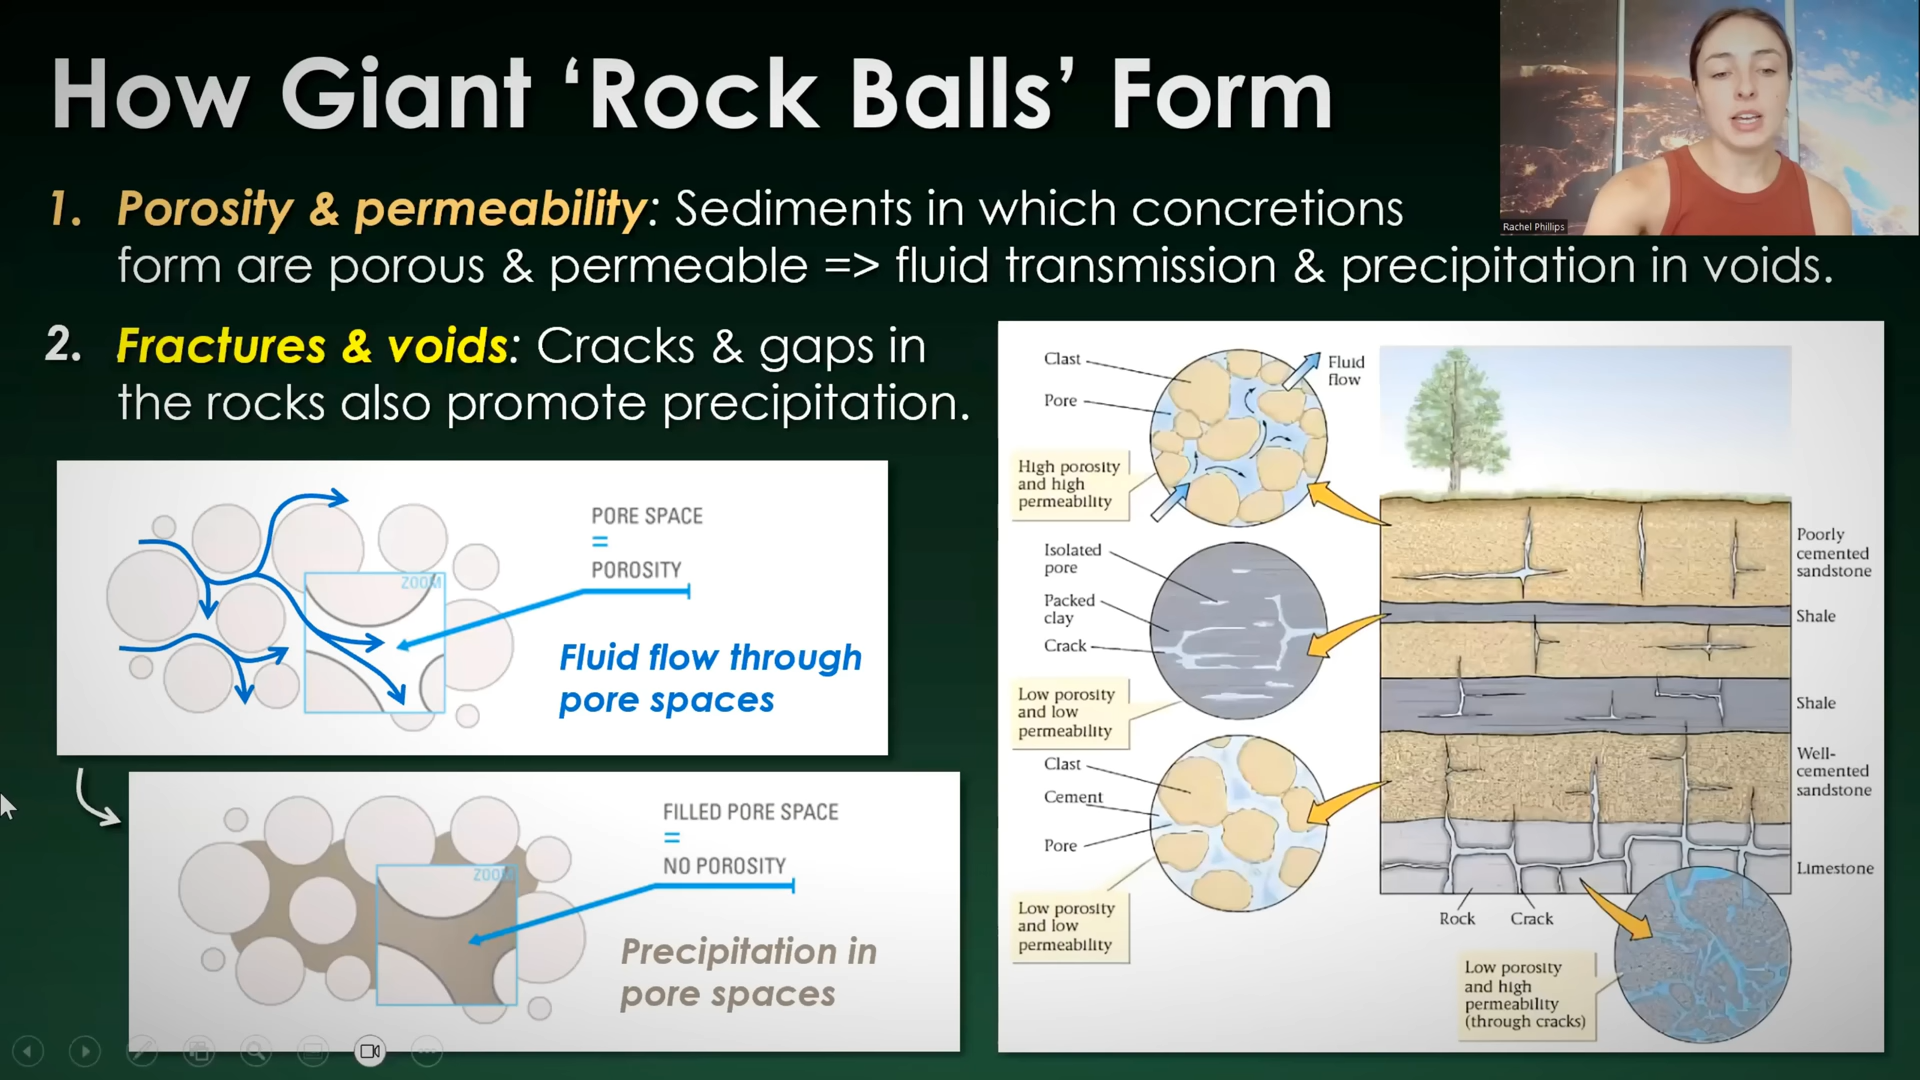 How Giant ‘Rock Balls’ Form
Rachel Phillips
1. Porosity & permeability: Sediments in which concretions
form are porous & permeable => fluid transmission & precipitation in voids.
2. Fractures & voids: Cracks & gaps in
the rocks also promote precipitation.
PORE SPACE
=
POROSITY
ZOOM
Fluid flow through
pore spaces
FILLED PORE SPACE
=
NO POROSITY
ZOOM
Precipitation in
pore spaces
Clast
Pore
Fluid
flow
High porosity
and high
permeability
Isolated
pore
Packed
clay
Crack
Low porosity
and low
permeability
Clast
Cement
Pore
Low porosity
and low
permeability
Poorly
cemented
sandstone
Shale
Shale
Well-
cemented
sandstone
Limestone
Rock
Crack
Low porosity
and high
permeability
(through cracks)